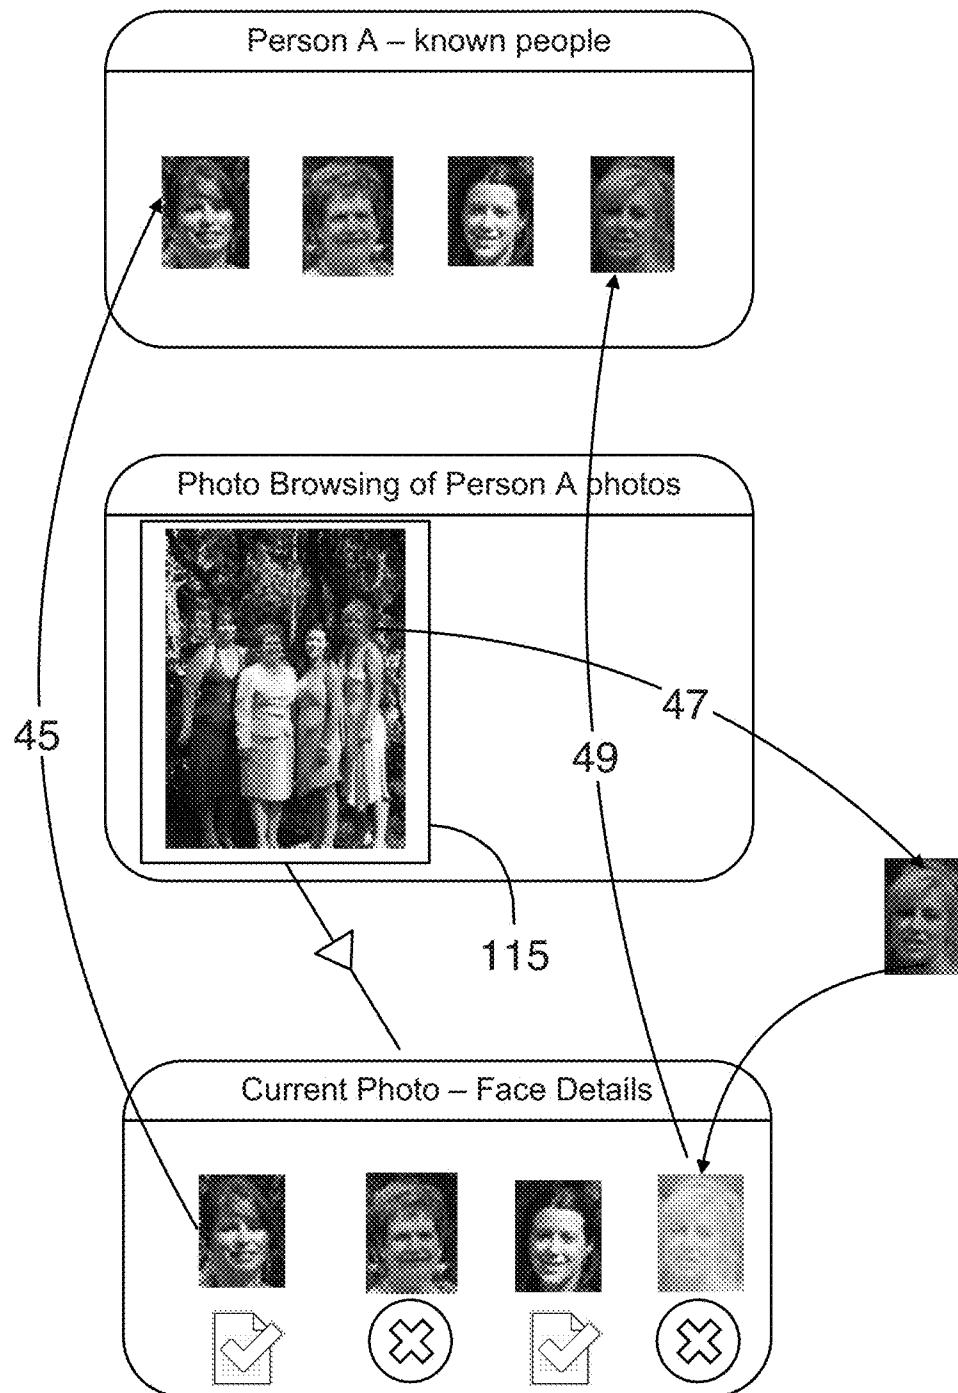 Person A – known people
Photo Browsing of Person A photos
47
45
49
115
Current Photo – Face Details